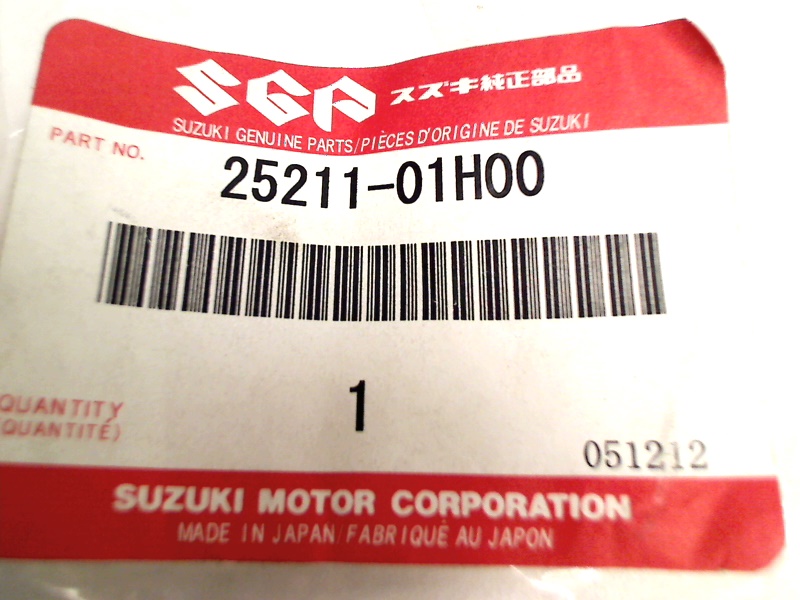 SGP スズキ純正部品
SUZUKI GENUINE PARTS/PIÈCES D'ORIGINE DE SUZUKI
PART NO.
25211-01H00
1
QUANTITY
(QUANTITÉ)
051212
SUZUKI MOTOR CORPORATION
MADE IN JAPAN/FABRIQUÉ AU JAPON